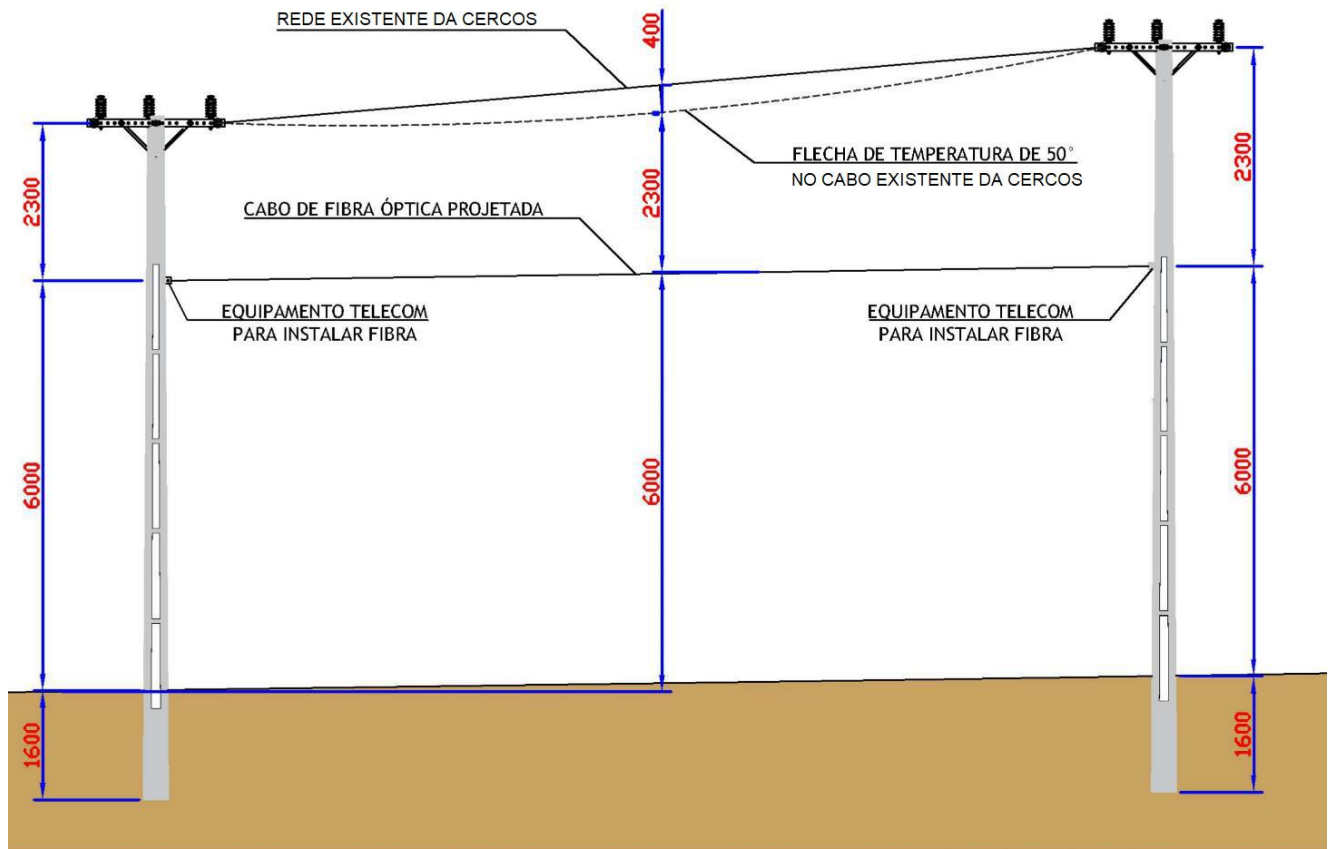 REDE EXISTENTE DA CERCOS
400
2300
FLECHA DE TEMPERATURA DE 50°
NO CABO EXISTENTE DA CERCOS
2300
2300
CABO DE FIBRA ÓPTICA PROJETADA
EQUIPAMENTO TELECOM
PARA INSTALAR FIBRA
EQUIPAMENTO TELECOM
PARA INSTALAR FIBRA
6000
6000
6000
1600
1600